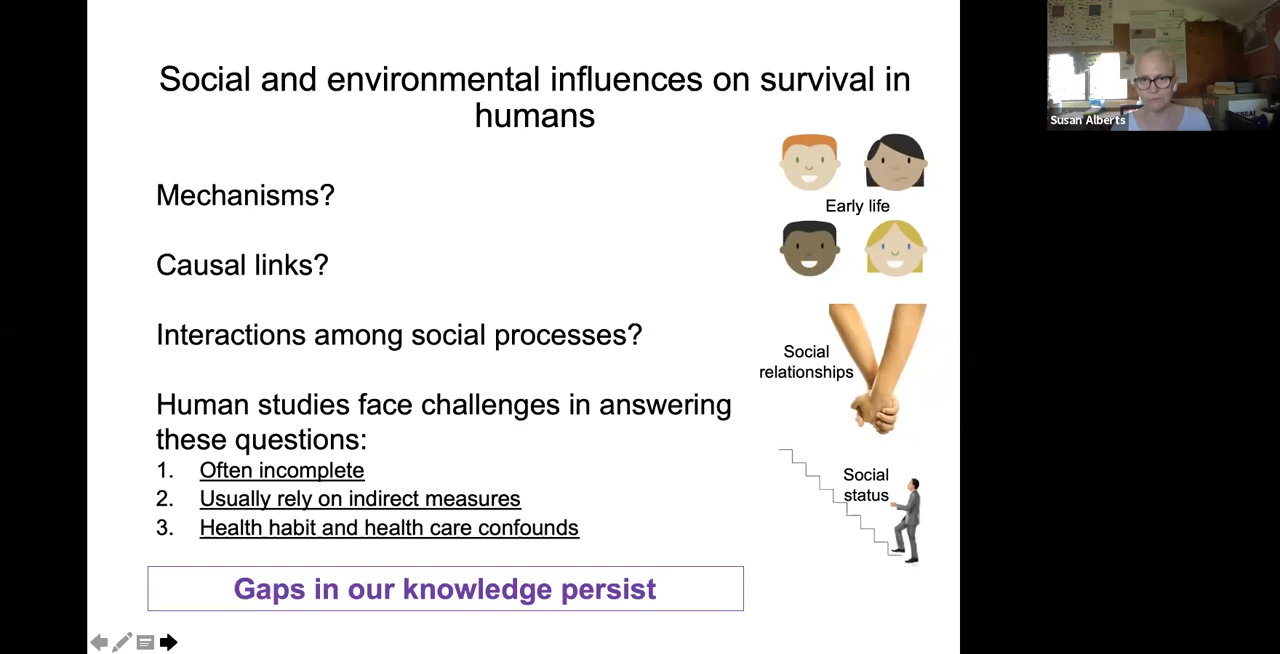 Social and environmental influences on survival in
humans
Mechanisms?
Causal links?
Interactions among social processes?
Human studies face challenges in answering
these questions:
1. Often incomplete
2. Usually rely on indirect measures
3. Health habit and health care confounds
Gaps in our knowledge persist
Early life
Social
relationships
Social
status
Susan Alberts